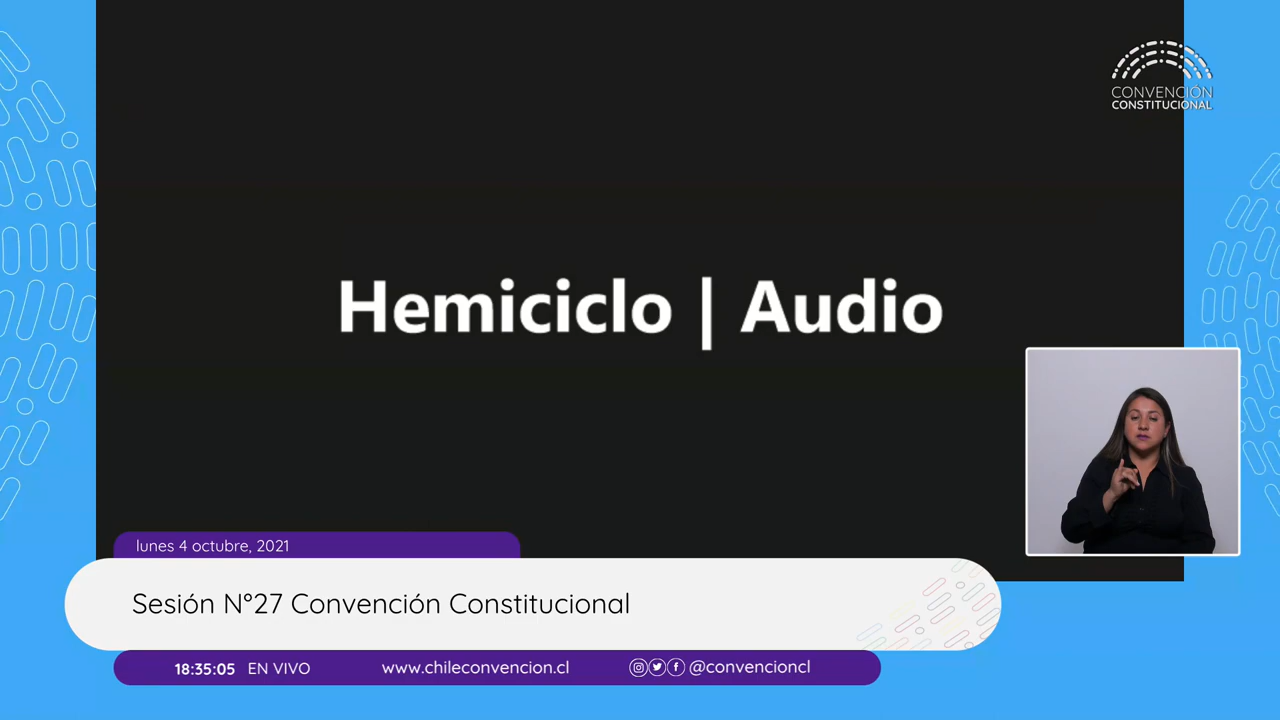 CONVENCIÓN
CONSTITUCIONAL
Hemiciclo | Audio
lunes 4 octubre, 2021
Sesión N°27 Convención Constitucional
18:35:05 EN VIVO www.chileconvencion.cl @convencioncl